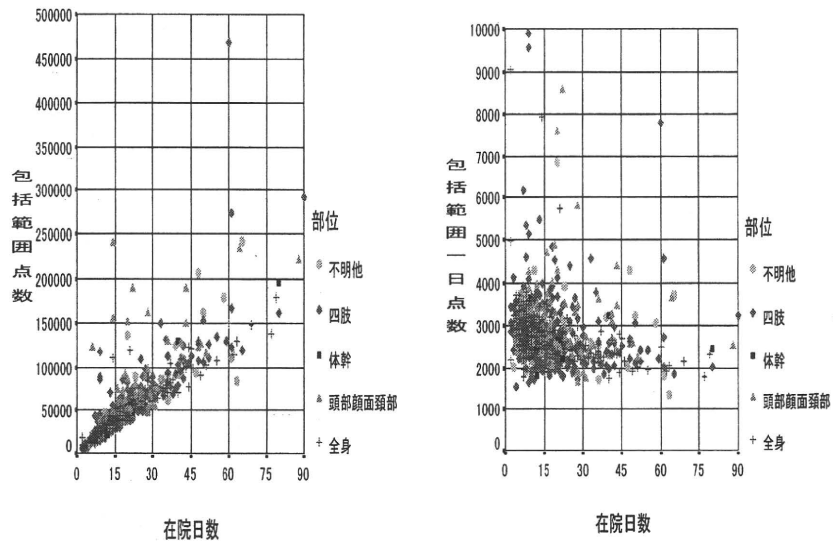 包括範囲点数
500000
450000
400000
350000
300000
250000
200000
150000
100000
50000
0
0 15 30 45 60 75 90
在院日数
部位
不明他
四肢
体幹
頭部顔面頚部
全身
包括範囲一日点数
10000
9000
8000
7000
6000
5000
4000
3000
2000
1000
0
0 15 30 45 60 75 90
在院日数
部位
不明他
四肢
体幹
頭部顔面頚部
全身